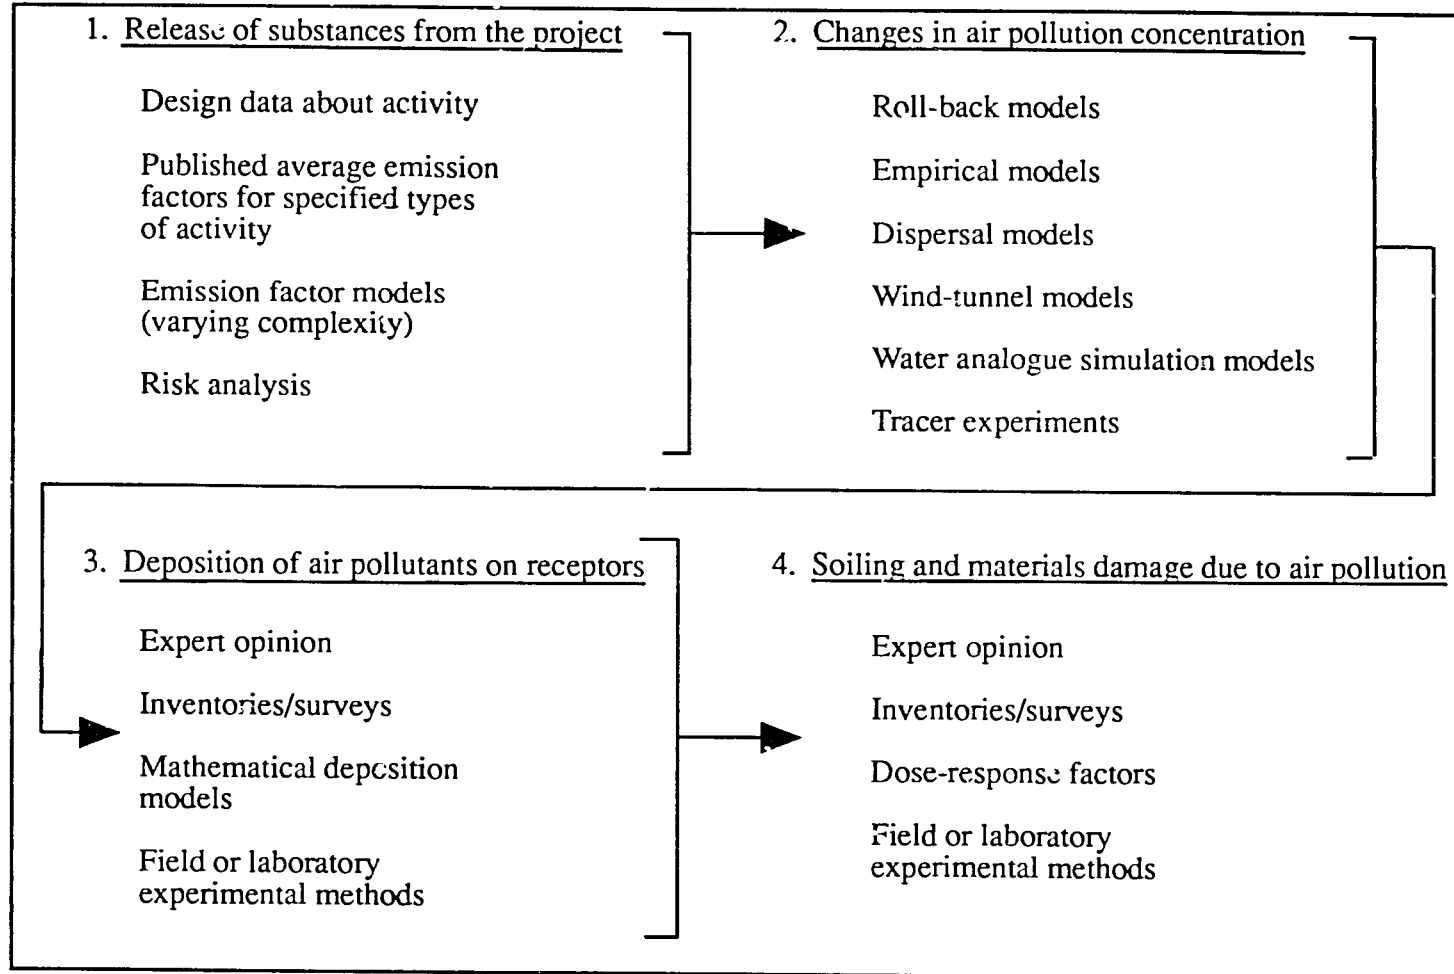 1. Release of substances from the project
Design data about activity
Published average emission
factors for specified types
of activity
Emission factor models
(varying complexity)
Risk analysis
2. Changes in air pollution concentration
Roll-back models
Empirical models
Dispersal models
Wind-tunnel models
Water analogue simulation models
Tracer experiments
3. Deposition of air pollutants on receptors
Expert opinion
Inventories/surveys
Mathematical deposition
models
Field or laboratory
experimental methods
4. Soiling and materials damage due to air pollution
Expert opinion
Inventories/surveys
Dose-response factors
Field or laboratory
experimental methods